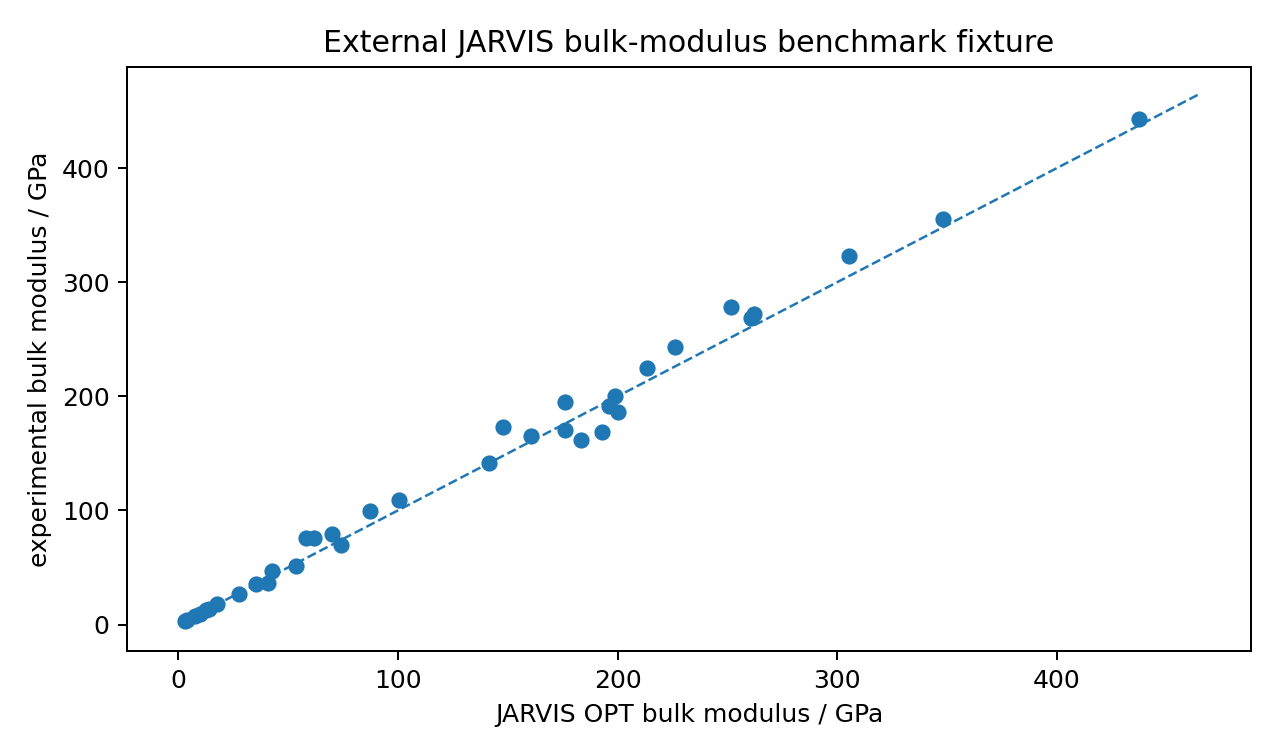 External JARVIS bulk-modulus benchmark fixture
experimental bulk modulus / GPa
400
300
200
100
0
0 100 200 300 400
JARVIS OPT bulk modulus / GPa